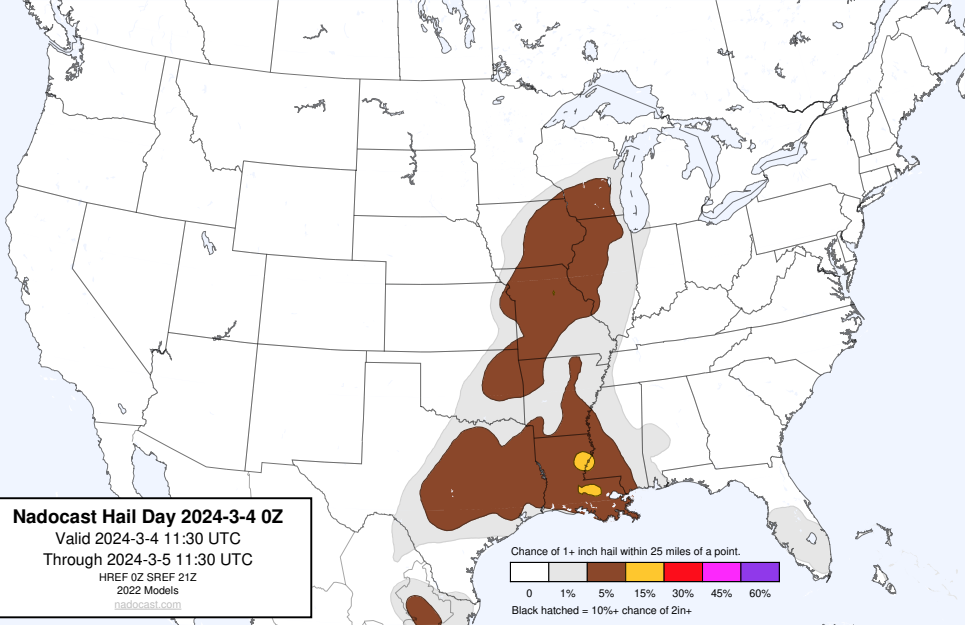 Nadocast Hail Day 2024-3-4 0Z
Valid 2024-3-4 11:30 UTC
Through 2024-3-5 11:30 UTC
HREF 0Z SREF 21Z
2022 Models
nadocast.com
Chance of 1+ inch hail within 25 miles of a point.
0 1% 5% 15% 30% 45% 60%
Black hatched = 10%+ chance of 2in+